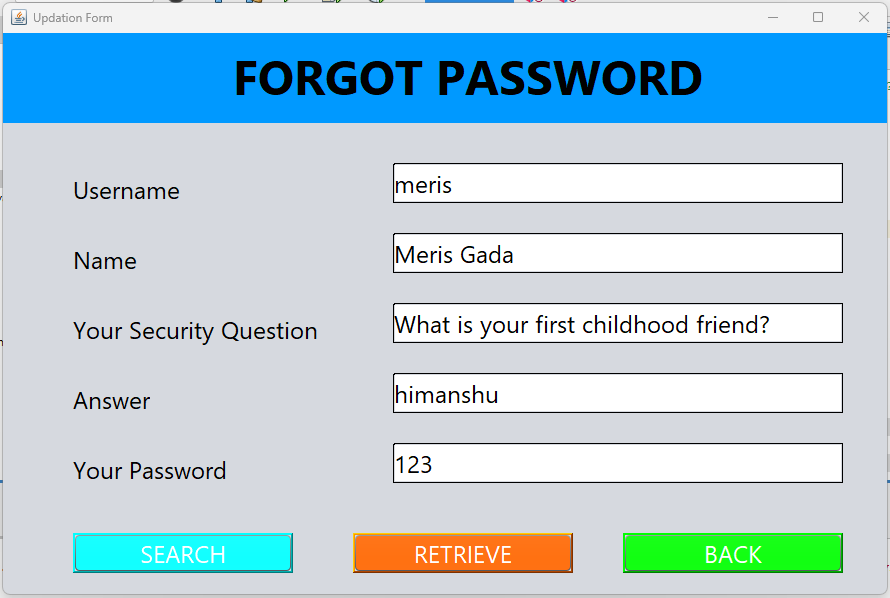 Updation Form
FORGOT PASSWORD
Username
meris
Name
Meris Gada
Your Security Question
What is your first childhood friend?
Answer
himanshu
Your Password
123
SEARCH
RETRIEVE
BACK